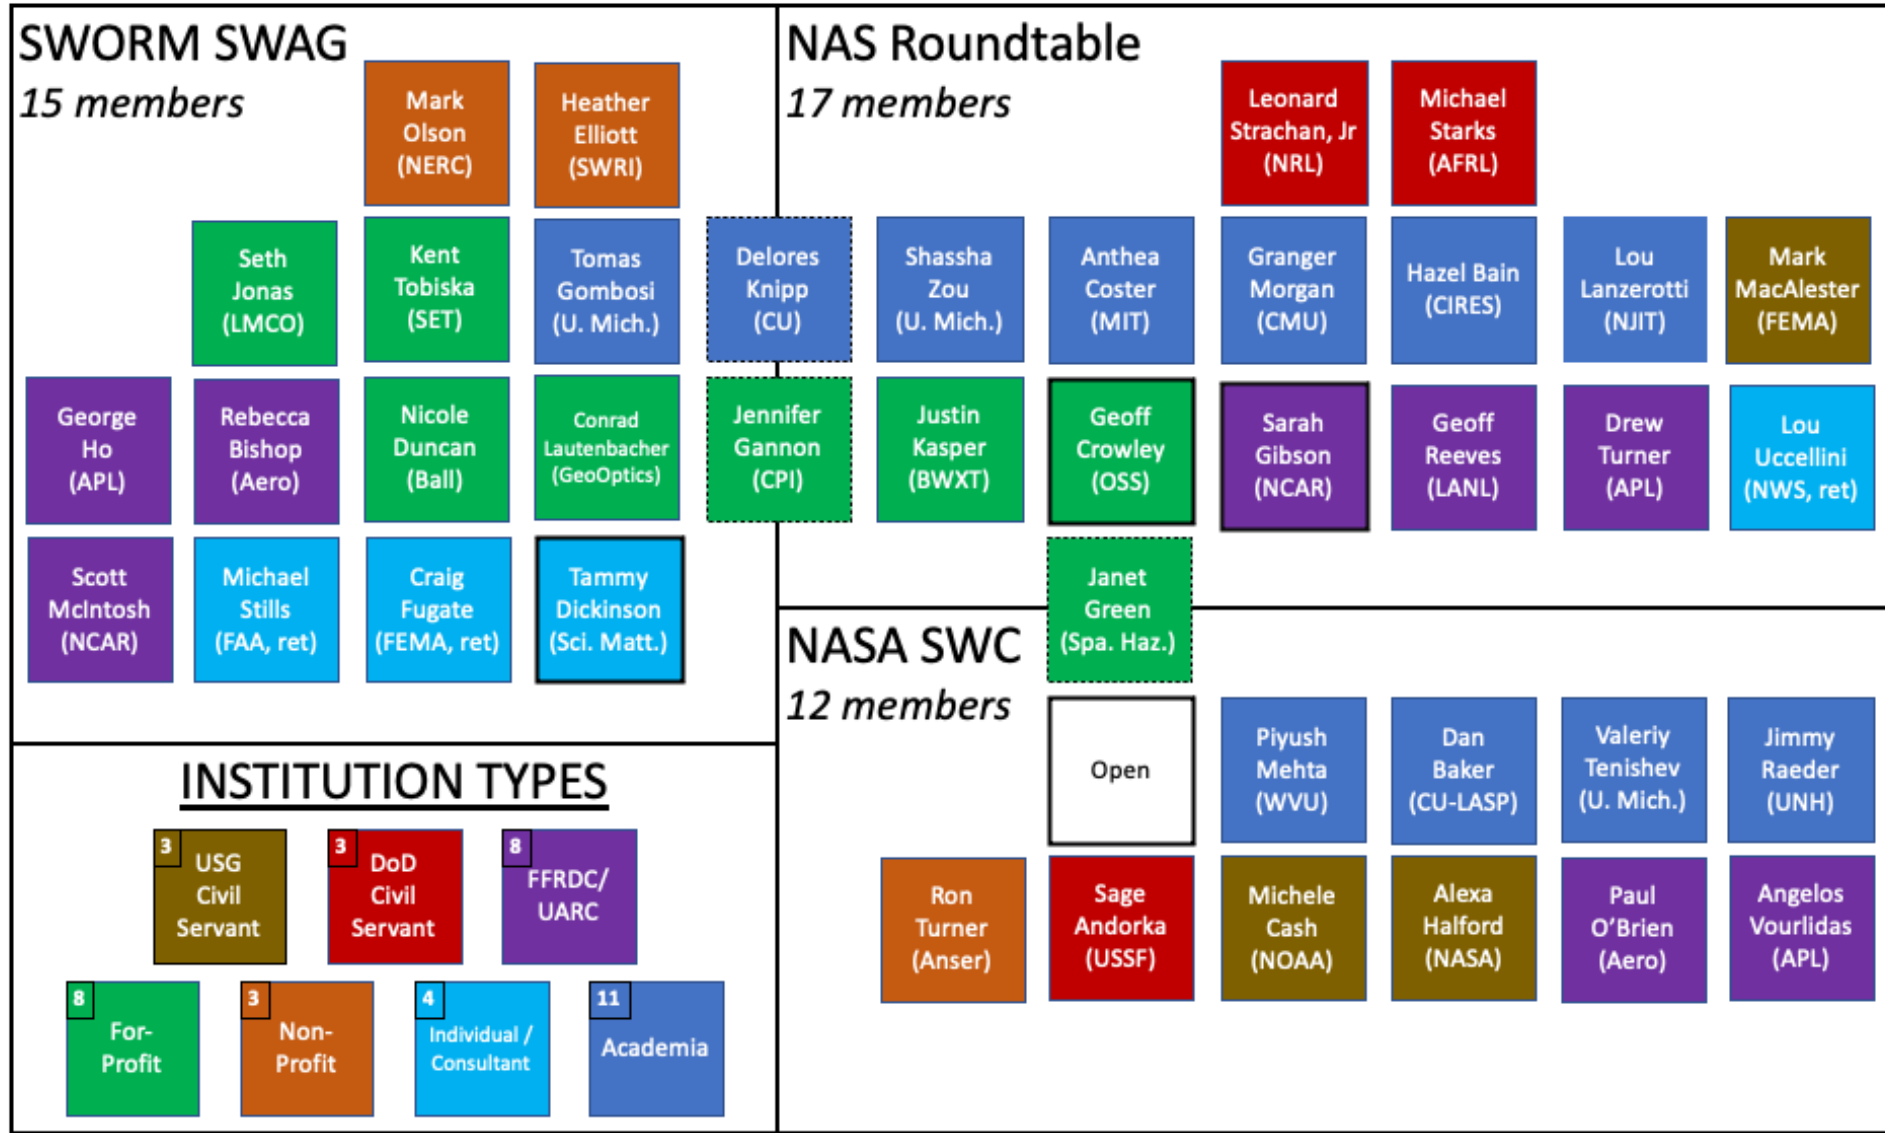 SWORM SWAG
15 members
Mark
Olson
(NERC)
Heather
Elliott
(SWRI)
Seth
Jonas
(LMCO)
Kent
Tobiska
(SET)
Tomas
Gombosi
(U. Mich.)
Delores
Knipp
(CU)
George
Ho
(APL)
Rebecca
Bishop
(Aero)
Nicole
Duncan
(Ball)
Conrad
Lautenbacher
(GeoOptics)
Jennifer
Gannon
(CPI)
Scott
McIntosh
(NCAR)
Michael
Stills
(FAA, ret)
Craig
Fugate
(FEMA, ret)
Tammy
Dickinson
(Sci. Matt.)
NAS Roundtable
17 members
Leonard
Strachan, Jr
(NRL)
Michael
Starks
(AFRL)
Shassha
Zou
(U. Mich.)
Anthea
Coster
(MIT)
Granger
Morgan
(CMU)
Hazel Bain
(CIRES)
Lou
Lanzerotti
(NJIT)
Mark
MacAlester
(FEMA)
Justin
Kasper
(BWXT)
Geoff
Crowley
(OSS)
Sarah
Gibson
(NCAR)
Geoff
Reeves
(LANL)
Drew
Turner
(APL)
Lou
Uccellini
(NWS, ret)
Janet
Green
(Spa. Haz.)
NASA SWC
12 members
Open
Piyush
Mehta
(WVU)
Dan
Baker
(CU-LASP)
Valeriy
Tenishev
(U. Mich.)
Jimmy
Raeder
(UNH)
Ron
Turner
(Anser)
Sage
Andorka
(USSF)
Michele
Cash
(NOAA)
Alexa
Halford
(NASA)
Paul
O'Brien
(Aero)
Angelos
Vourlidas
(APL)
INSTITUTION TYPES
3
USG
Civil
Servant
3
DoD
Civil
Servant
8
FFRDC/
UARC
8
For-
Profit
3
Non-
Profit
4
Individual /
Consultant
11
Academia